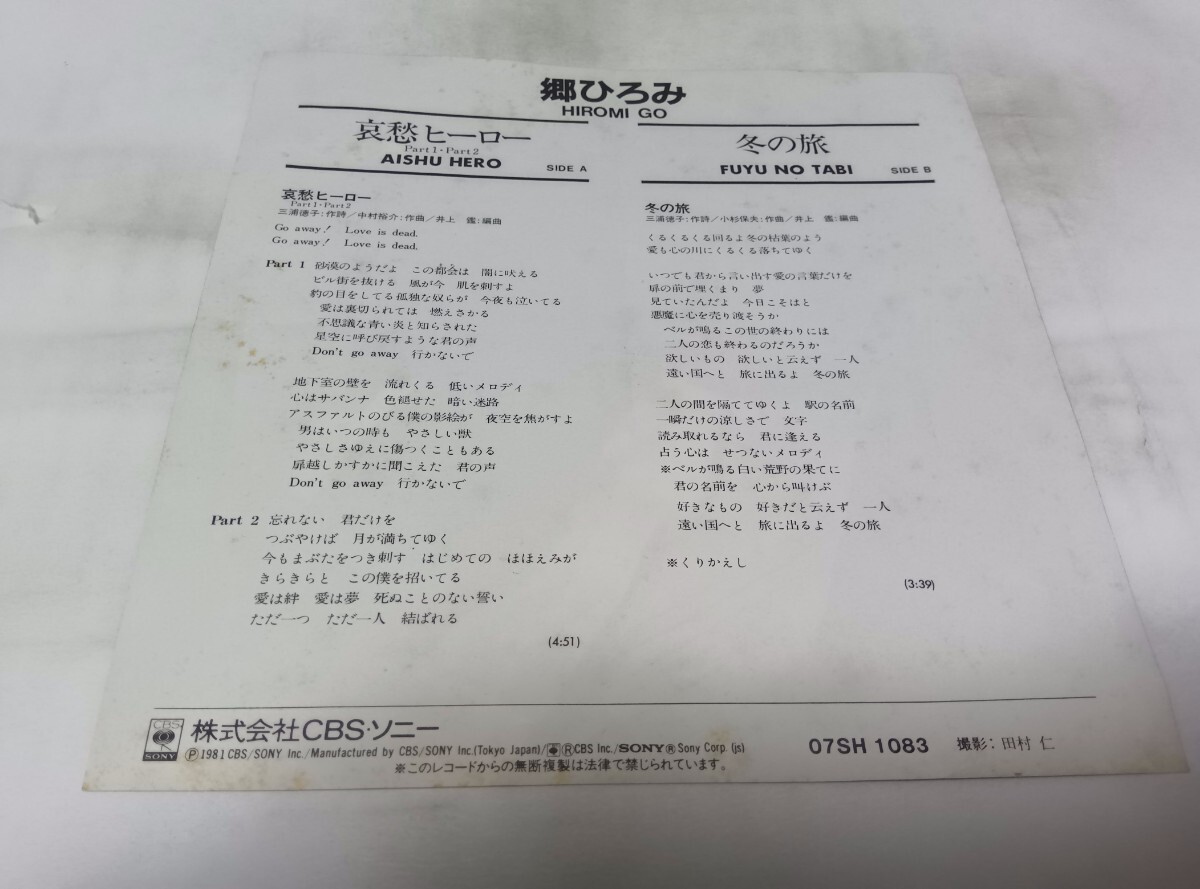 郷ひろみ
HIROMI GO
哀愁ヒーロー
Part 1・Part 2
AISHU HERO
SIDE A
哀愁ヒーロー
Part 1・Part 2
三浦徳子：作詩／中村裕介：作曲／井上　鑑：編曲
Go away!　Love is dead.
Go away!　Love is dead.
Part 1 砂漠のようだよ　この都会は　闇に吠える
ビル街を抜ける　風が今　肌を刺すよ
豹の目をしてる孤独な奴らが　今夜も泣いてる
愛は裏切られては　燃えさかる
不思議な青い炎と知らされた
星空に呼び戻すような君の声
Don't go away　行かないで
地下室の壁を　流れくる　低いメロディ
心はサバンナ　色褪せた　暗い迷路
アスファルトのびる僕の影絵が　夜空を焦がすよ
男はいつの時も　やさしい獣
やさしさゆえに傷つくこともある
扉越しかすかに聞こえた　君の声
Don't go away　行かないで
Part 2 忘れない　君だけを
つぶやけば　月が満ちてゆく
今もまぶたをつき刺す　はじめての　ほほえみが
きらきらと　この僕を招いてる
愛は絆　愛は夢　死ぬことのない誓い
ただ一つ　ただ一人　結ばれる
(4:51)
冬の旅
FUYU NO TABI
SIDE B
冬の旅
三浦徳子：作詩／小杉保夫：作曲／井上　鑑：編曲
くるくるくる回るよ冬の枯葉のよう
愛も心の川にくるくる落ちてゆく
いつでも君から言い出す愛の言葉だけを
扉の前で埋くまり　夢
見ていたんだよ　今日こそはと
悪魔に心を売り渡そうか
ベルが鳴るこの世の終わりには
二人の恋も終わるのだろうか
欲しいもの　欲しいと云えず　一人
遠い国へと　旅に出るよ　冬の旅
二人の間を隔ててゆくよ　駅の名前
一瞬だけの涼しさで　文字
読み取れるなら　君に逢える
占う心は　せつないメロディ
※ベルが鳴る白い荒野の果てに
君の名前を　心から叫けぶ
好きなもの　好きだと云えず　一人
遠い国へと　旅に出るよ　冬の旅
※くりかえし
(3:39)
CBS
SONY
株式会社CBS・ソニー
Ⓟ1981 CBS/SONY Inc./Manufactured by CBS/SONY Inc.(Tokyo Japan)/ⓇCBS Inc./SONYⓇSony Corp. (js)
※このレコードからの無断複製は法律で禁じられています。
07SH 1083
撮影：田村 仁